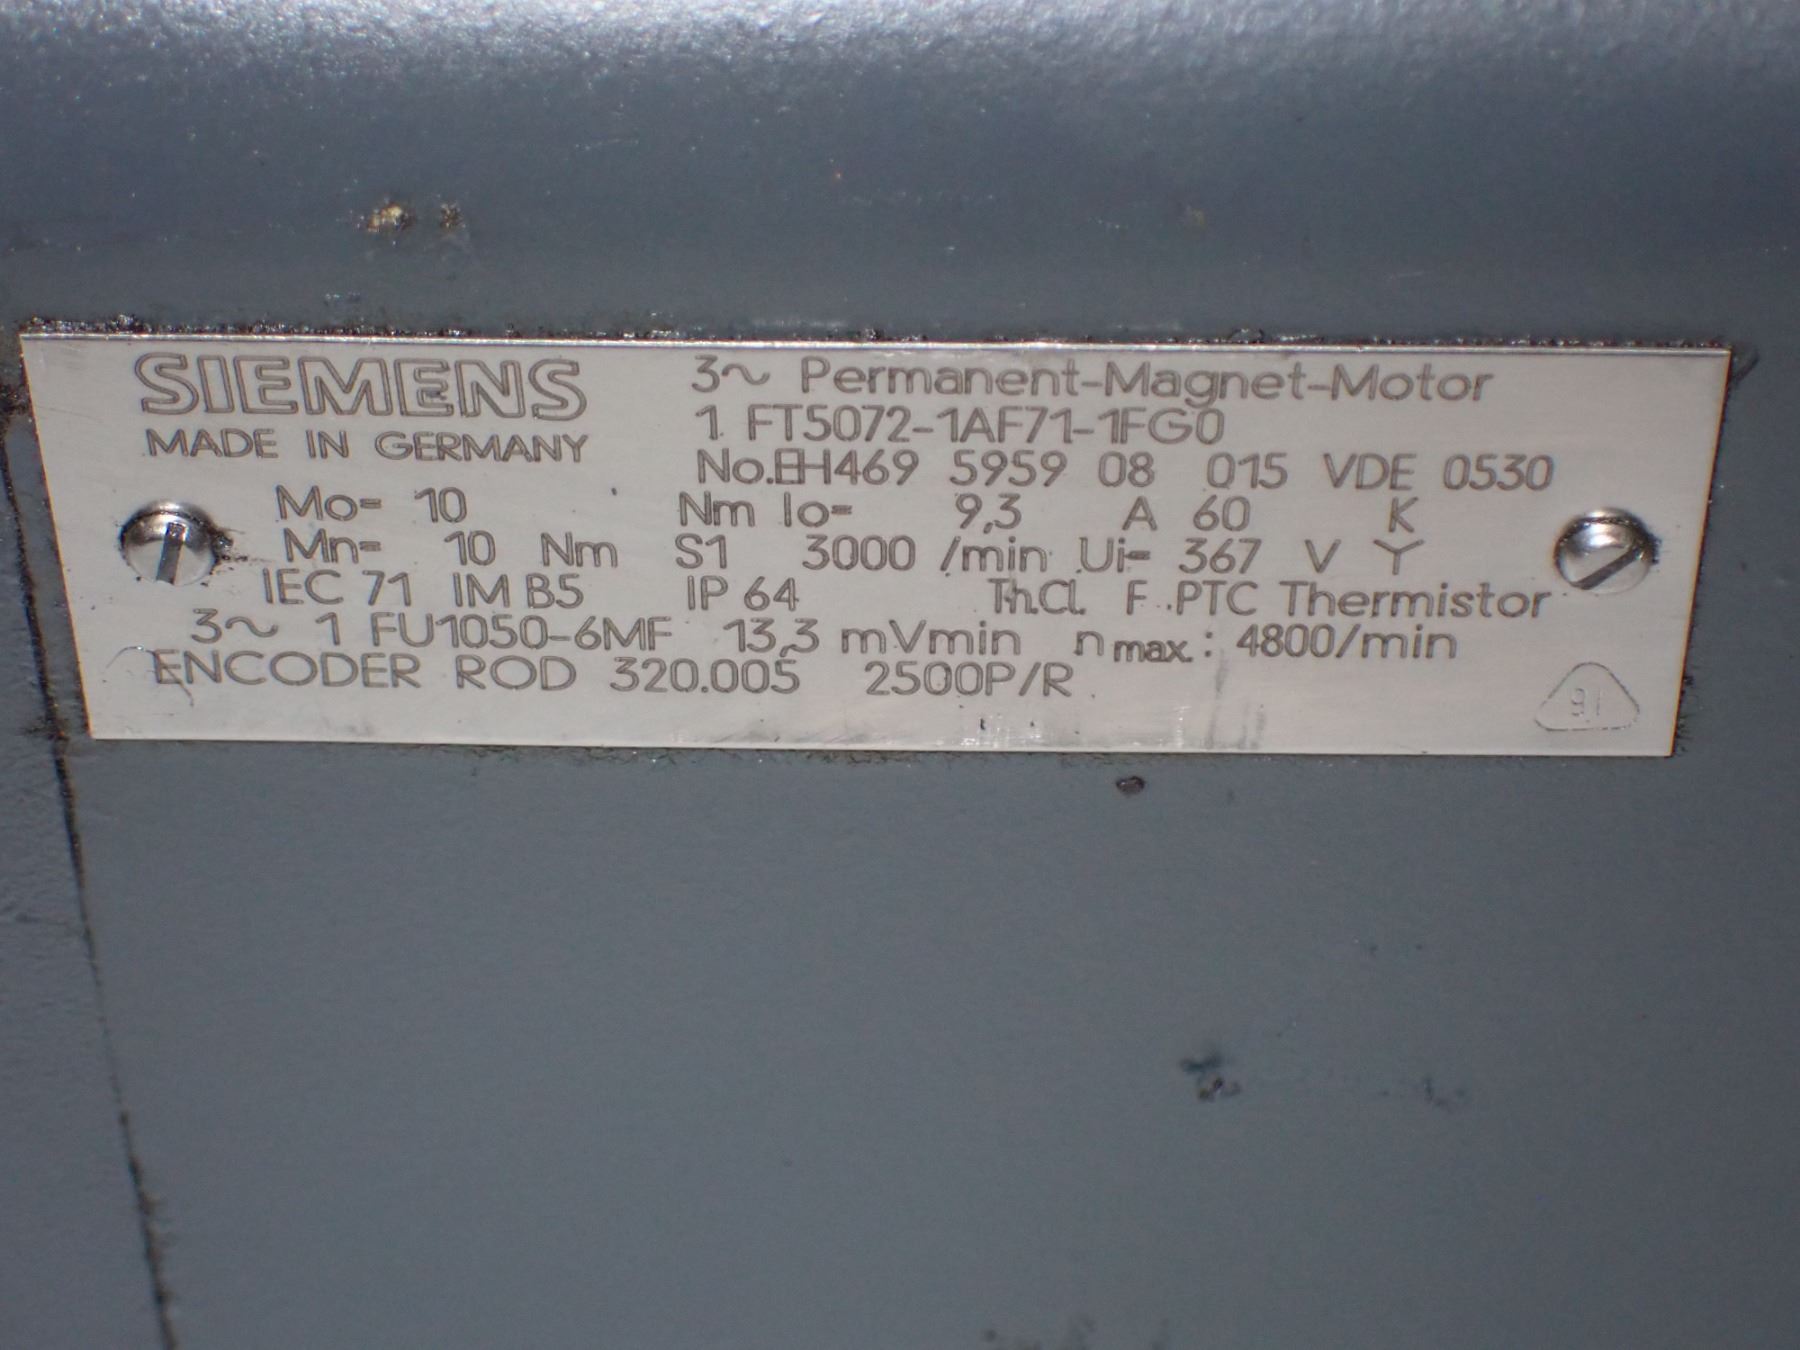 SIEMENS
MADE IN GERMANY
3~ Permanent-Magnet-Motor
1 FT5072-1AF71-1FG0
No.EH469 5959 08 015 VDE 0530
Mo= 10 Nm Io= 9,3 A 60 K
Mn= 10 Nm S1 3000 /min Ui= 367 V Y
IEC 71 IM B5 IP 64 Th.Cl. F PTC Thermistor
3~ 1 FU1050-6MF 13,3 mVmin nmax.: 4800/min
ENCODER ROD 320.005 2500P/R
91